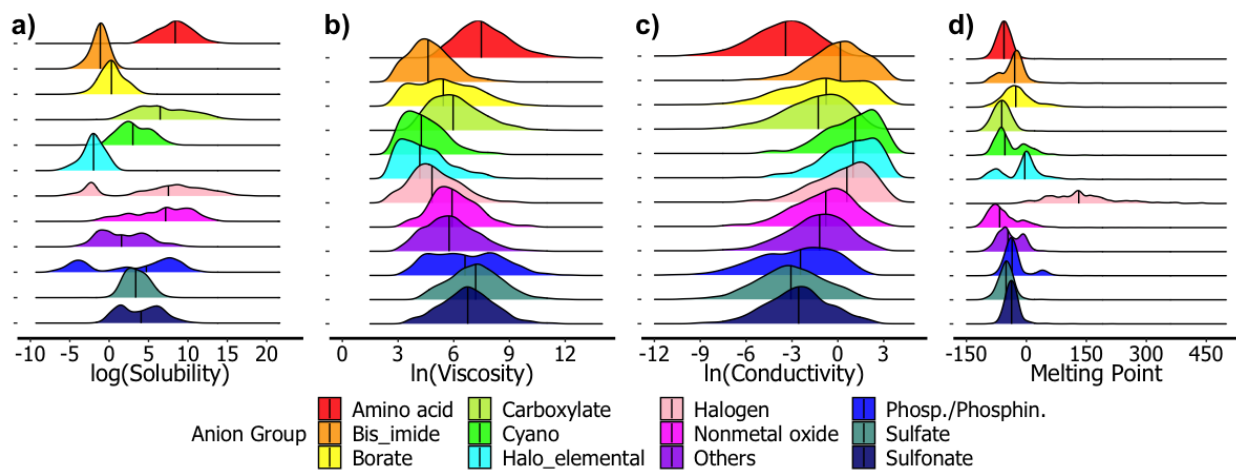 a) b) c) d)
-10 -5 0 5 10 15 20 0 3 6 9 12 -12 -9 -6 -3 0 3 -150 0 150 300 450
log(Solubility) ln(Viscosity) ln(Conductivity) Melting Point
Amino acid Carboxylate Halogen Phosp./Phosphin.
Anion Group Bis_imide Cyano Nonmetal oxide Sulfate
Borate Halo_elemental Others Sulfonate